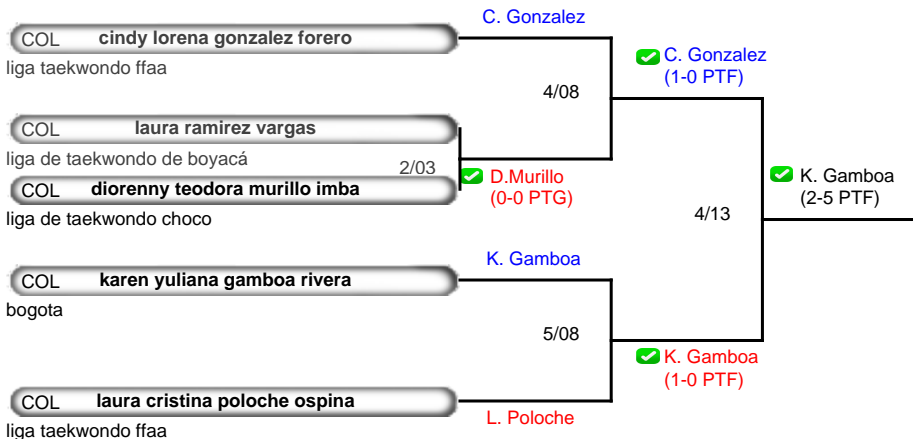 C. Gonzalez
COL cindy lorena gonzalez forero
liga taekwondo ffaa
C. Gonzalez
(1-0 PTF)
4/08
COL laura ramirez vargas
liga de taekwondo de boyacá
2/03
D.Murillo
(0-0 PTG)
COL diorenny teodora murillo imba
liga de taekwondo choco
K. Gamboa
(2-5 PTF)
4/13
K. Gamboa
COL karen yuliana gamboa rivera
bogota
5/08
K. Gamboa
(1-0 PTF)
COL laura cristina poloche ospina
L. Poloche
liga taekwondo ffaa